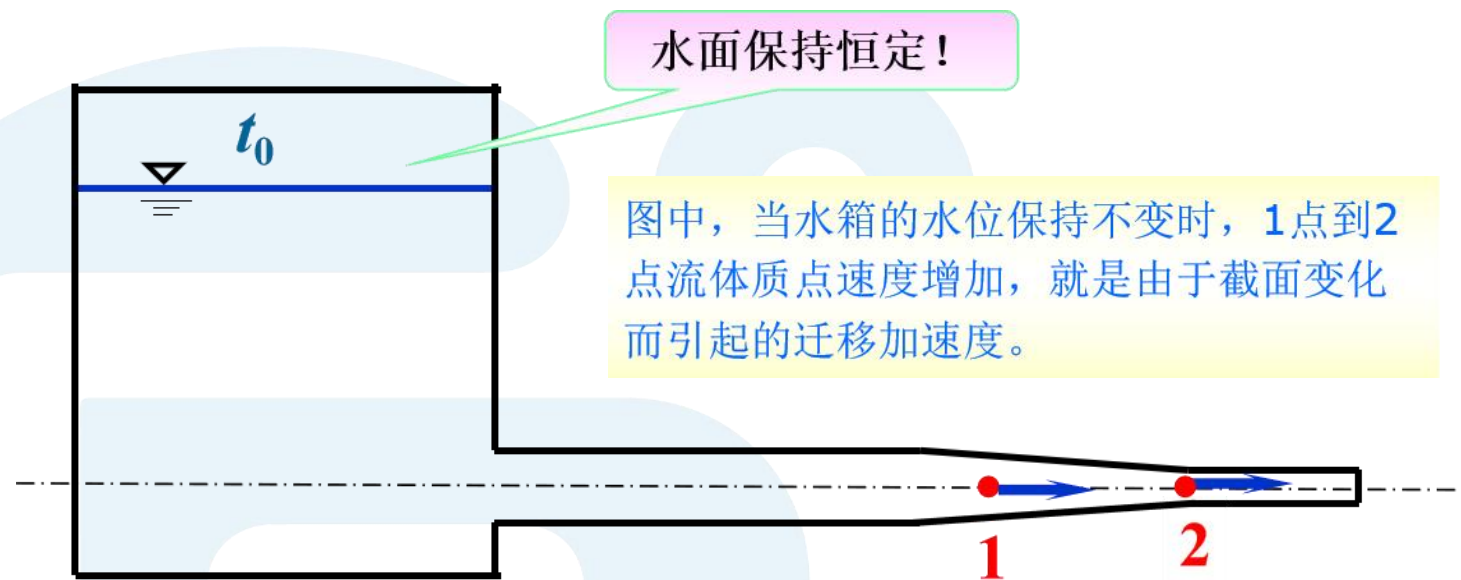 水面保持恒定!
t₀
图中，当水箱的水位保持不变时，1点到2
点流体质点速度增加，就是由于截面变化
而引起的迁移加速度。
1
2